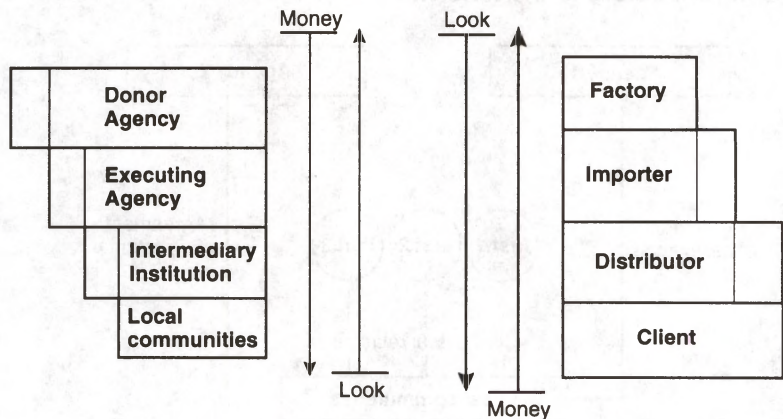 Money
Look
Donor
Agency
Executing
Agency
Intermediary
Institution
Local
communities
Look
Factory
Importer
Distributor
Client
Money